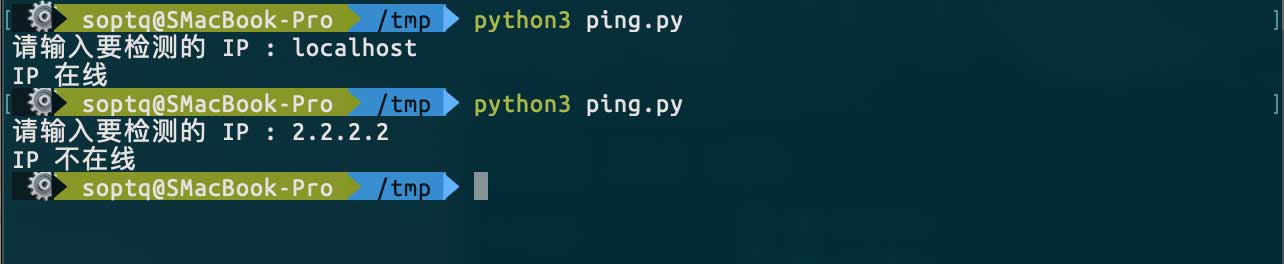 soptq@SMacBook-Pro /tmp python3 ping.py
请输入要检测的 IP : localhost
IP 在线
soptq@SMacBook-Pro /tmp python3 ping.py
请输入要检测的 IP : 2.2.2.2
IP 不在线
soptq@SMacBook-Pro /tmp